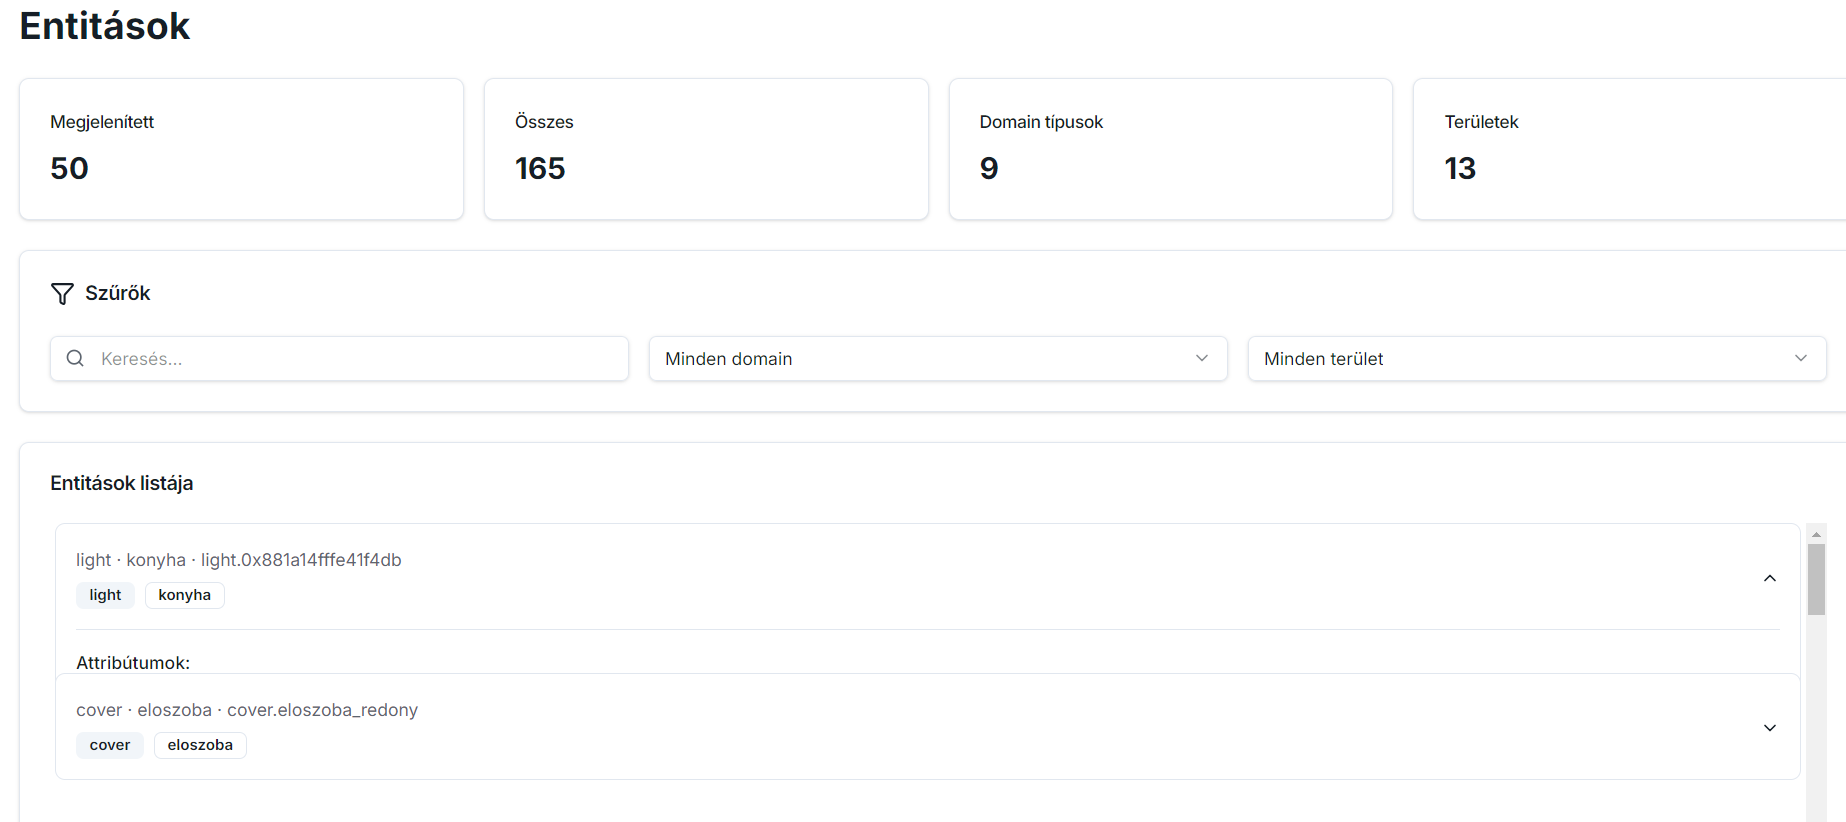 Entitások
Megjelenített
50
Összes
165
Domain típusok
9
Területek
13
Szűrők
Keresés...
Minden domain
Minden terület
Entitások listája
light · konyha · light.0x881a14fffe41f4db
light konyha
Attribútumok:
cover · eloszoba · cover.eloszoba_redony
cover eloszoba